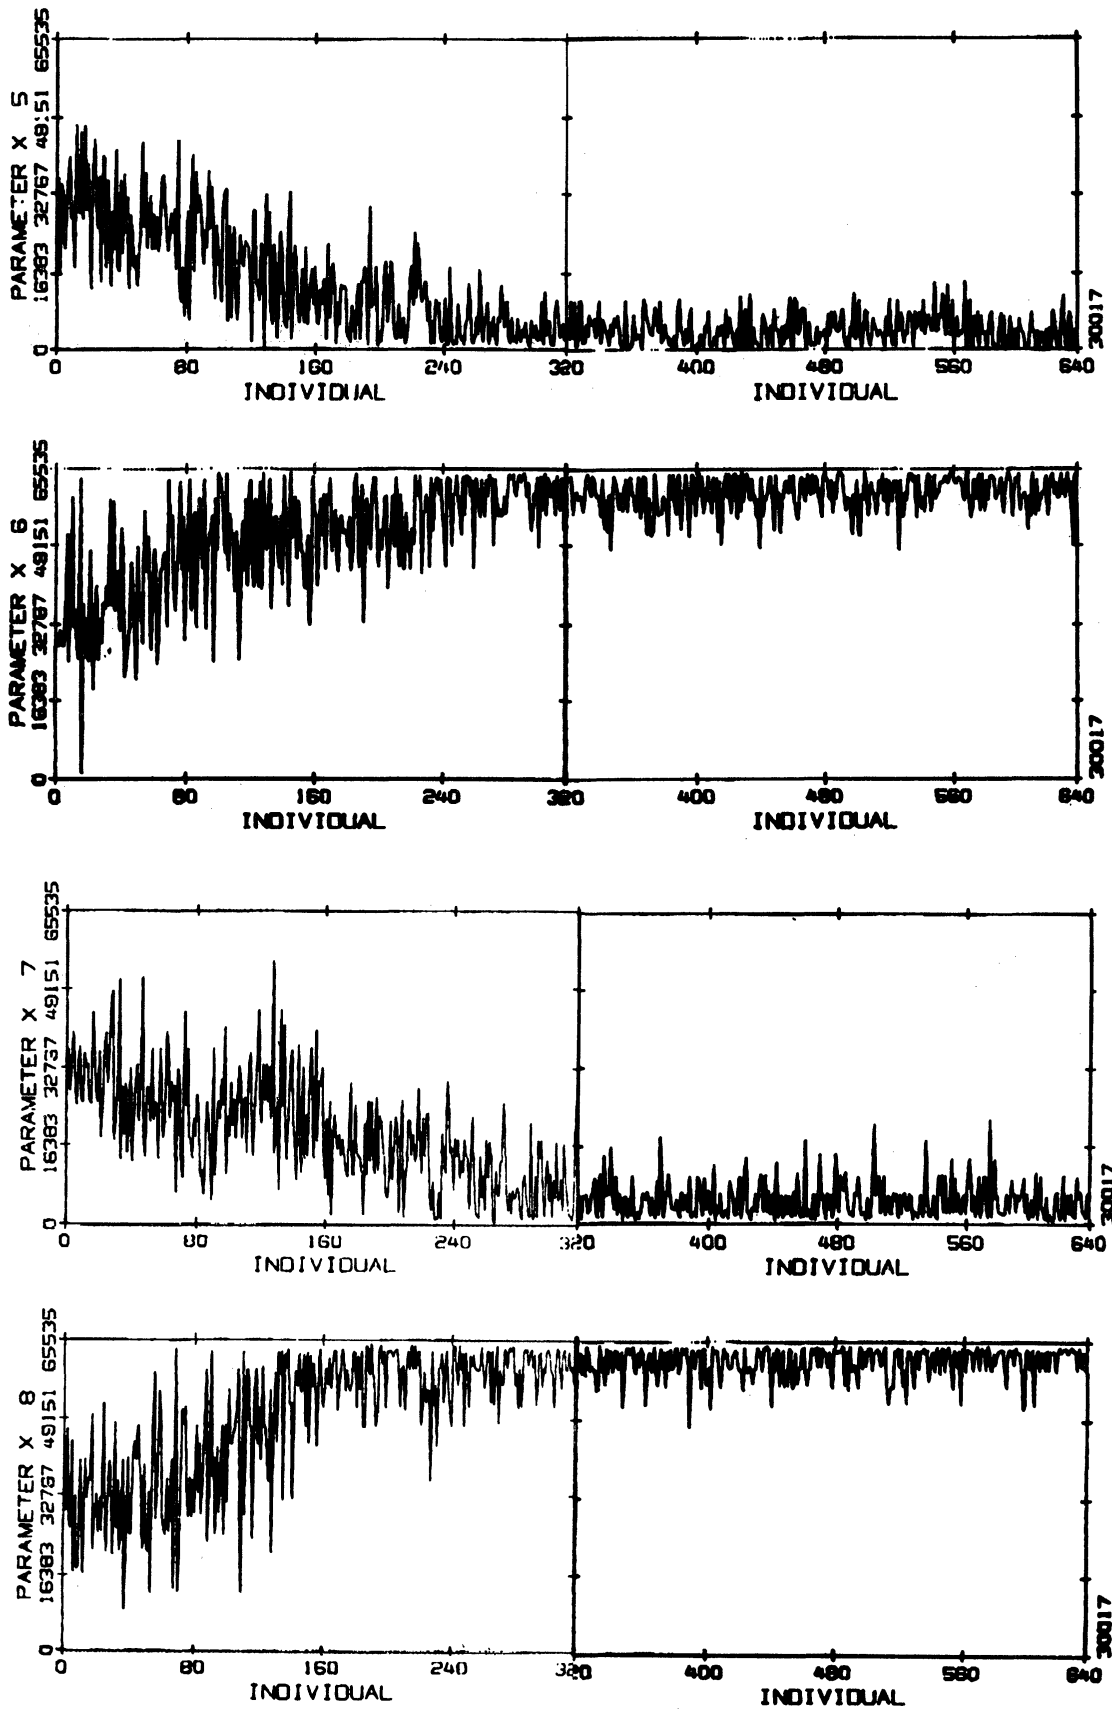 PARAMETER X 5
0 16383 32767 49151 65535
0 80 160 240 320 400 480 560 640
INDIVIDUAL INDIVIDUAL
30017
PARAMETER X 6
0 16383 32767 49151 65535
0 80 160 240 320 400 480 560 640
INDIVIDUAL INDIVIDUAL
30017
PARAMETER X 7
0 16383 32767 49151 65535
0 80 160 240 320 400 480 560 640
INDIVIDUAL INDIVIDUAL
30017
PARAMETER X 8
0 16383 32767 49151 65535
0 80 160 240 320 400 480 560 640
INDIVIDUAL INDIVIDUAL
30017